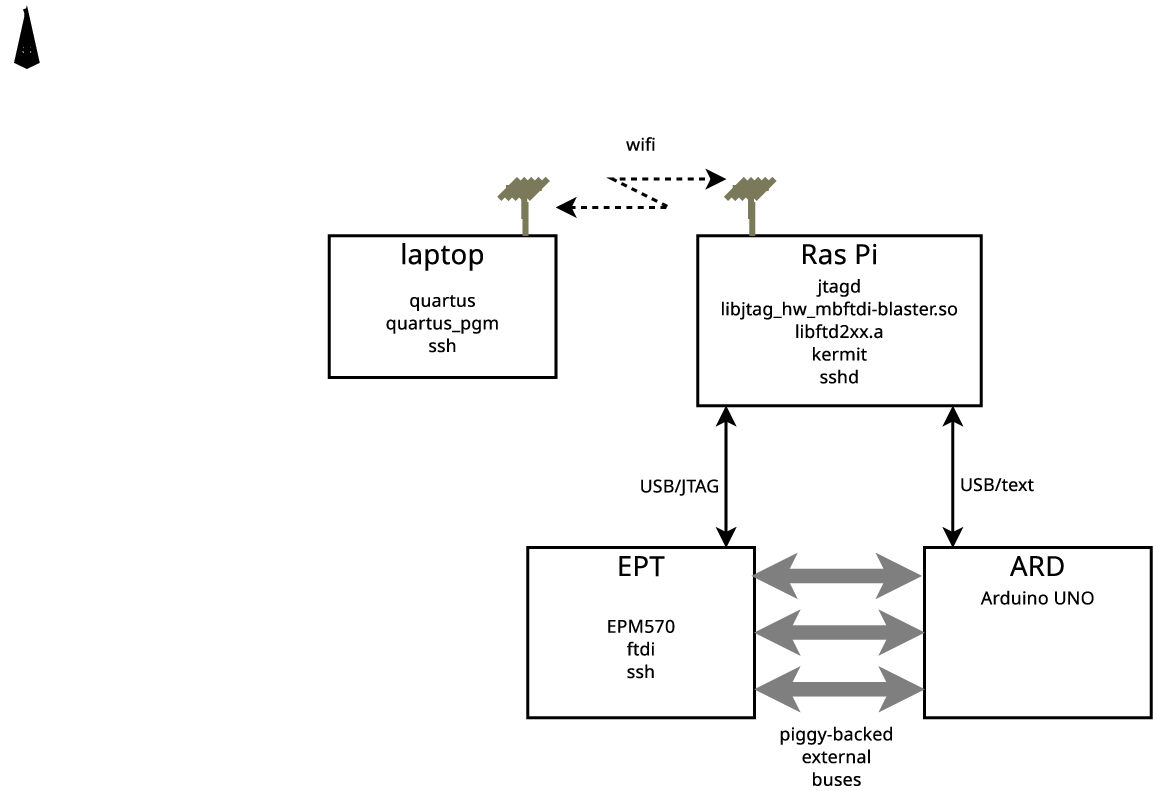 wifi
laptop
quartus
quartus_pgm
ssh
Ras Pi
jtagd
libjtag_hw_mbftdi-blaster.so
libftd2xx.a
kermit
sshd
USB/JTAG
USB/text
EPT
EPM570
ftdi
ssh
ARD
Arduino UNO
piggy-backed
external
buses